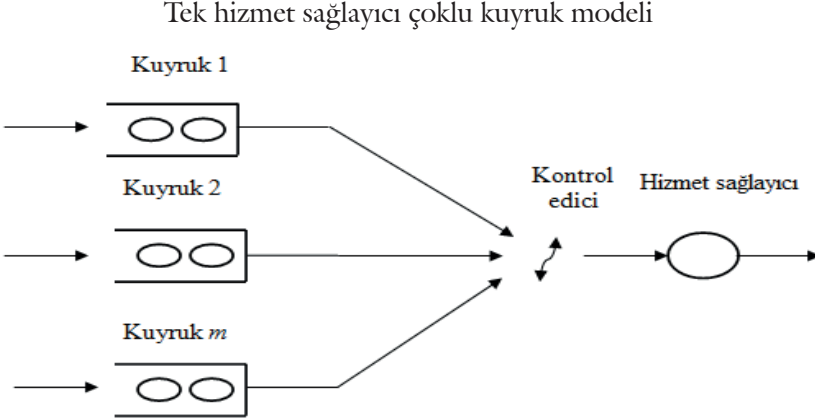 Tek hizmet sağlayıcı çoklu kuyruk modeli
Kuyruk 1
Kuyruk 2
Kontrol
edici
Hizmet sağlayıcı
Kuyruk m